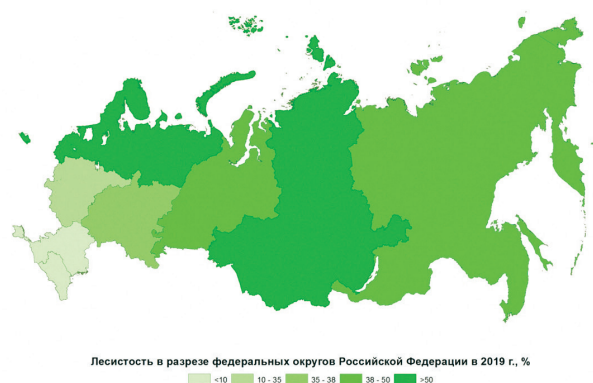 Лесистость в разрезе федеральных округов Российской Федерации в 2019 г., %
<10 10 - 35 35 - 38 38 - 50 >50